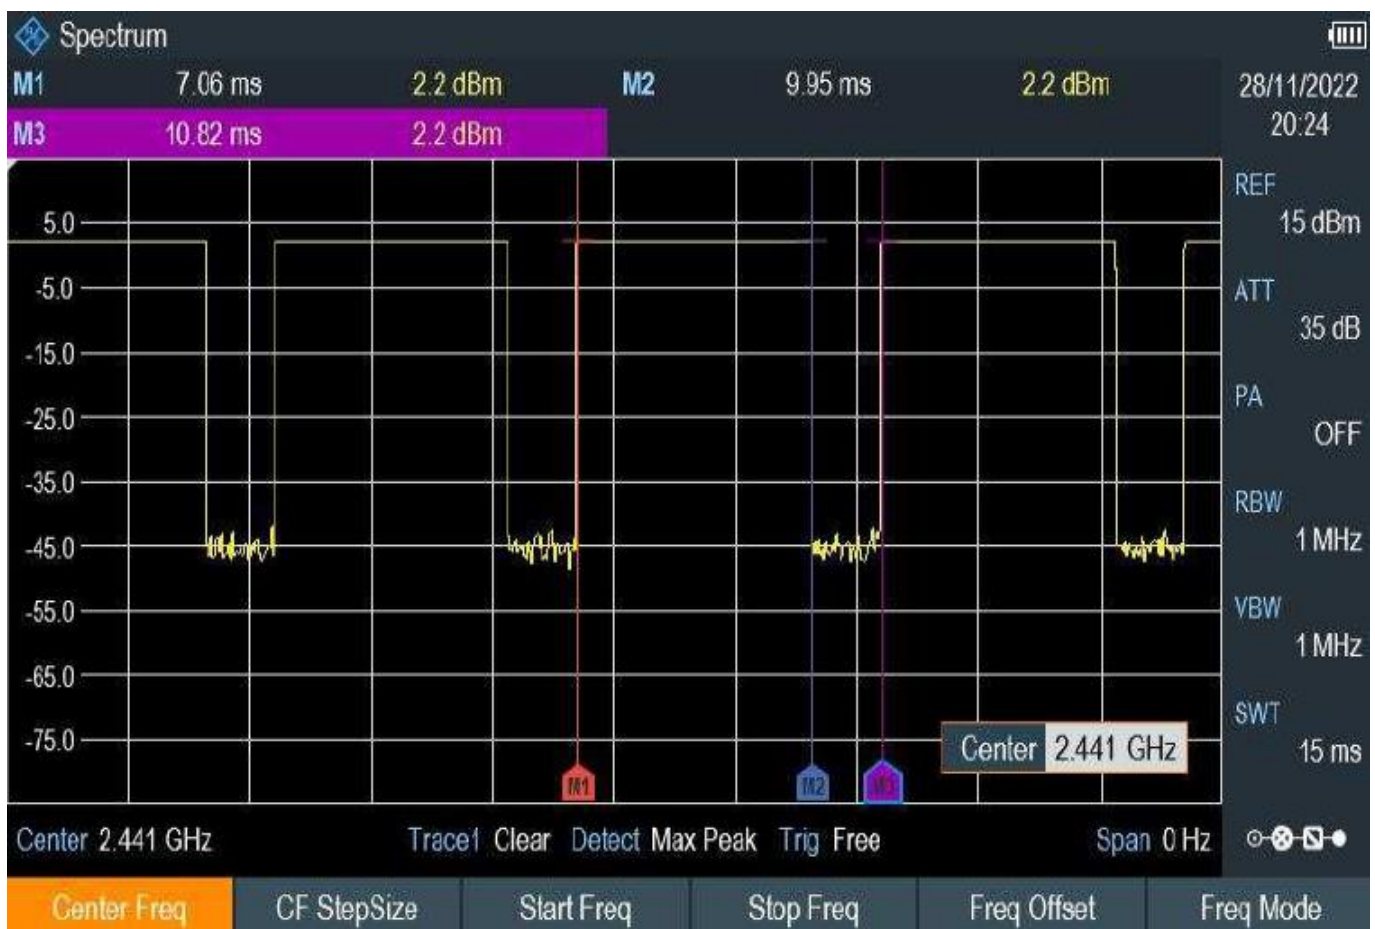 Spectrum
M1 7.06 ms 2.2 dBm M2 9.95 ms 2.2 dBm
M3 10.82 ms 2.2 dBm
28/11/2022
20:24
REF
15 dBm
ATT
35 dB
PA
OFF
RBW
1 MHz
VBW
1 MHz
SWT
15 ms
5.0
-5.0
-15.0
-25.0
-35.0
-45.0
-55.0
-65.0
-75.0
Center 2.441 GHz
M1 M2 M3
Center 2.441 GHz Trace1 Clear Detect Max Peak Trig Free Span 0 Hz
Center Freq CF StepSize Start Freq Stop Freq Freq Offset Freq Mode